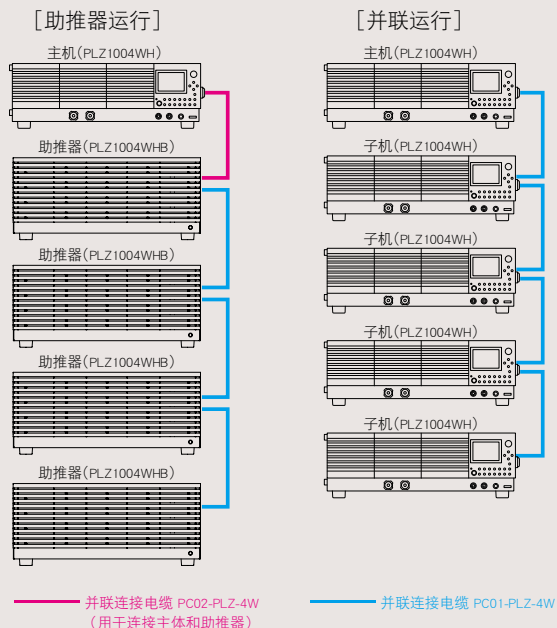 ［助推器运行］
主机(PLZ1004WH)
助推器(PLZ1004WHB)
助推器(PLZ1004WHB)
助推器(PLZ1004WHB)
助推器(PLZ1004WHB)
［并联运行］
主机(PLZ1004WH)
子机(PLZ1004WH)
子机(PLZ1004WH)
子机(PLZ1004WH)
子机(PLZ1004WH)
并联连接电缆 PC02-PLZ-4W
（用于连接主体和助推器）
并联连接电缆 PC01-PLZ-4W